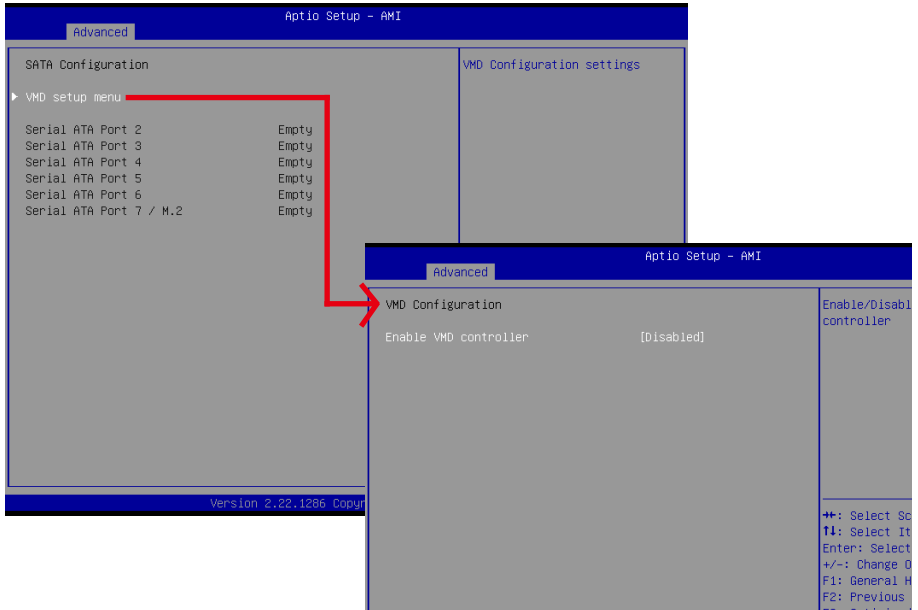 Aptio Setup - AMI
Advanced
SATA Configuration
VMD Configuration settings
VMD setup menu
Serial ATA Port 2 Empty
Serial ATA Port 3 Empty
Serial ATA Port 4 Empty
Serial ATA Port 5 Empty
Serial ATA Port 6 Empty
Serial ATA Port 7 / M.2 Empty
Version 2.22.1286 Copyr
Aptio Setup - AMI
Advanced
VMD Configuration
Enable VMD controller [Disabled]
Enable/Disabl
controller
→←: Select Sc
↑↓: Select It
Enter: Select
+/-: Change O
F1: General H
F2: Previous